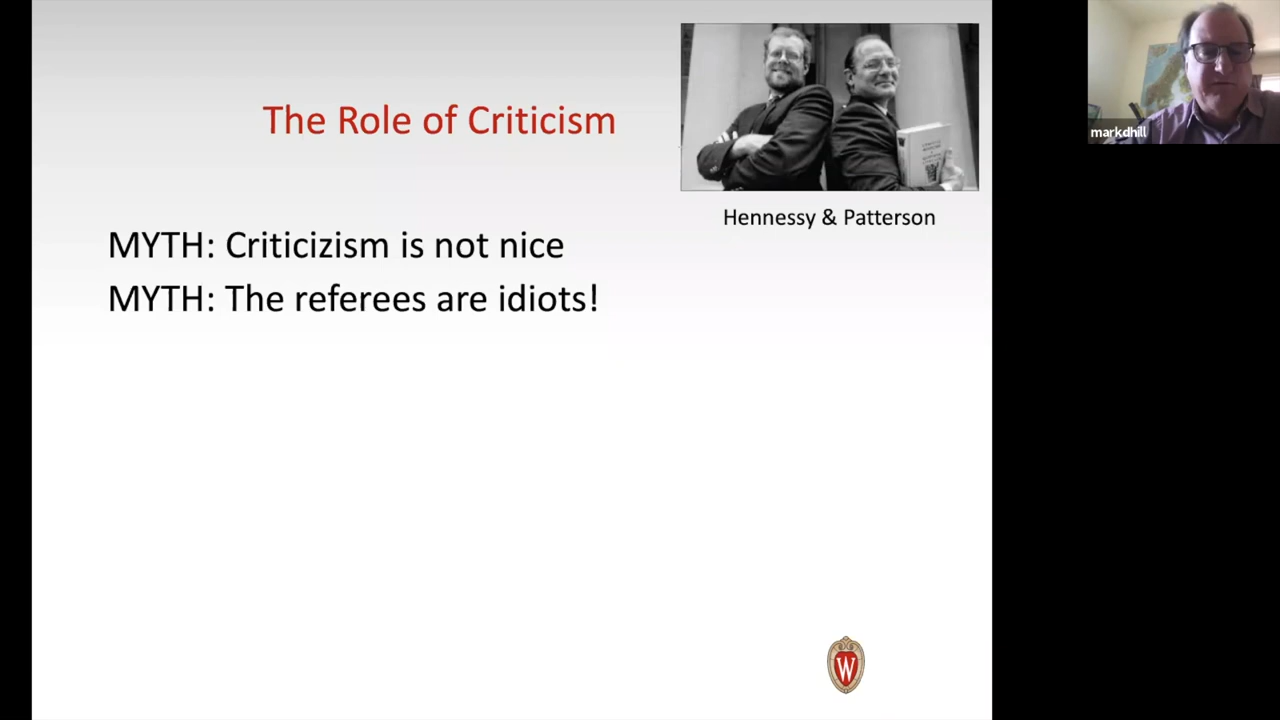 The Role of Criticism
markdhill
Hennessy & Patterson
MYTH: Criticizism is not nice
MYTH: The referees are idiots!
W